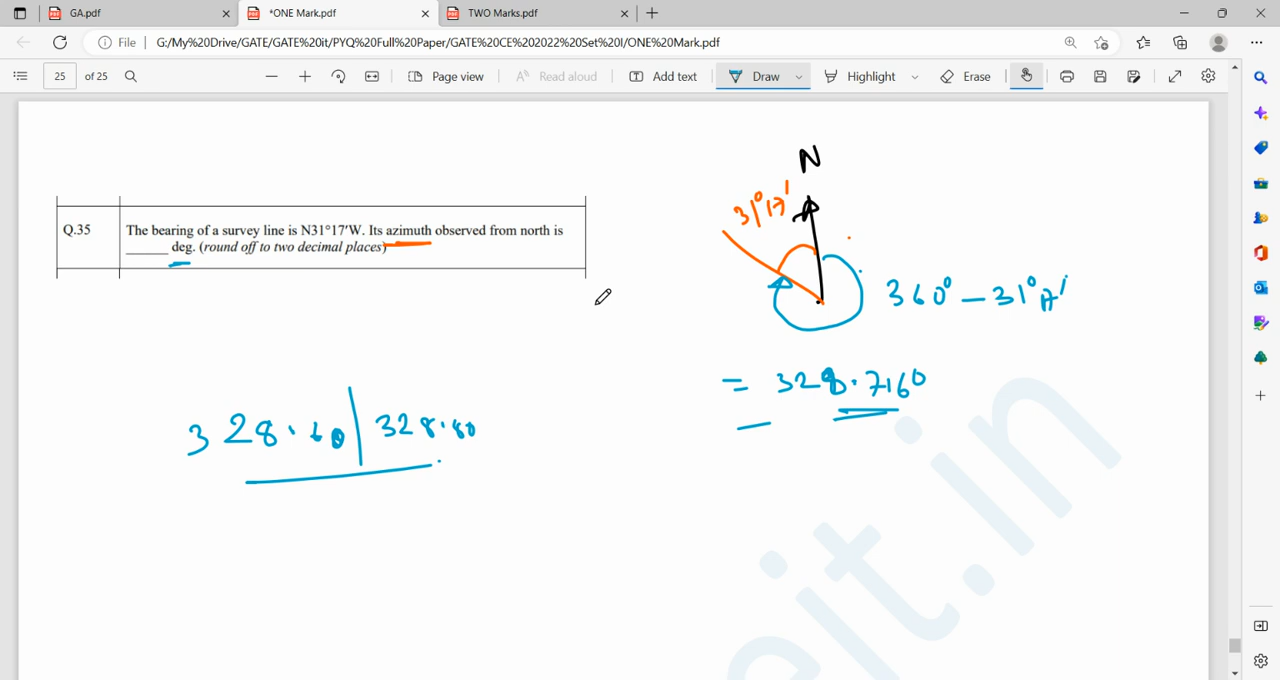 GA.pdf
*ONE Mark.pdf
TWO Marks.pdf
File
G:/My%20Drive/GATE/GATE%20it/PYQ%20Full%20Paper/GATE%20CE%202022%20Set%20I/ONE%20Mark.pdf
25
of 25
Page view
Read aloud
Add text
Draw
Highlight
Erase
Q.35
The bearing of a survey line is N31°17′W. Its azimuth observed from north is
______ deg. (round off to two decimal places)
N
31°17'
360° – 31°17'
= 328.716°
328.60 | 328.80
eit.in